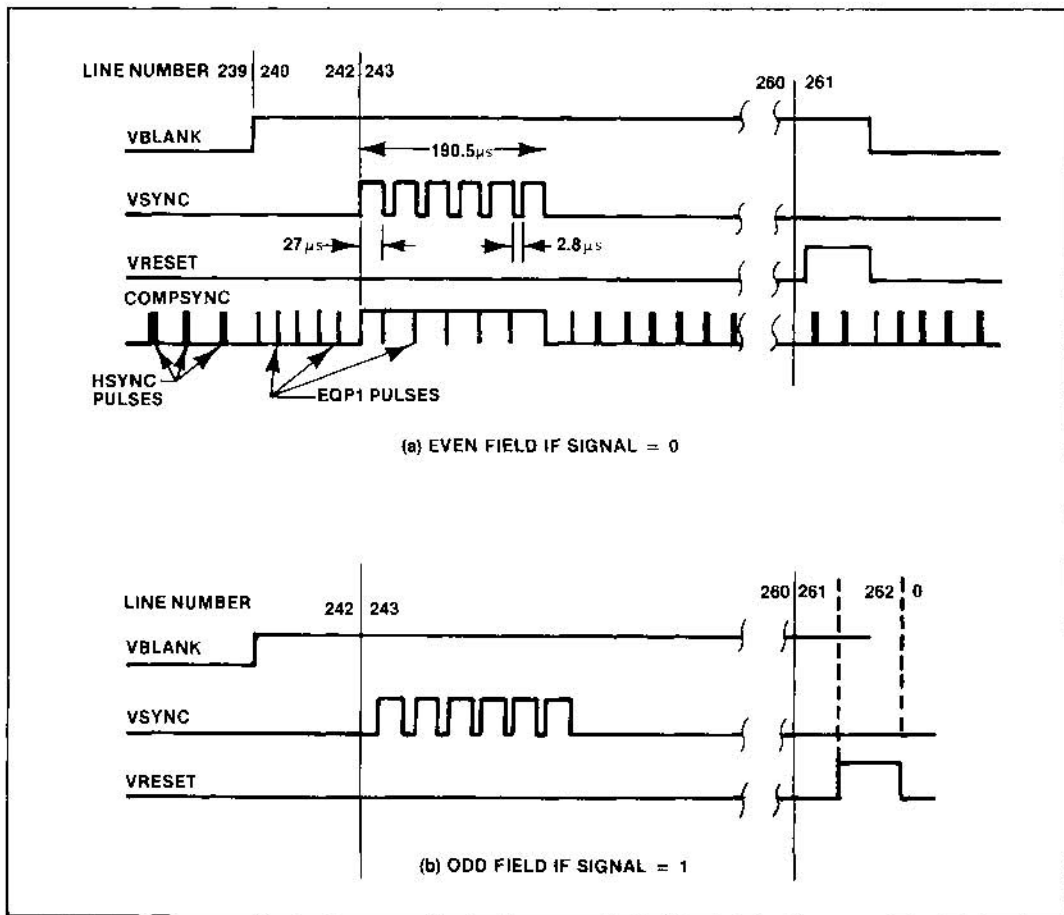 LINE NUMBER 239 240 242 243 260 261
VBLANK
190.5μs
VSYNC
27μs 2.8μs
VRESET
COMPSYNC
HSYNC
PULSES
EQP1 PULSES
(a) EVEN FIELD IF SIGNAL = 0
LINE NUMBER 242 243 260 261 262 0
VBLANK
VSYNC
VRESET
(b) ODD FIELD IF SIGNAL = 1